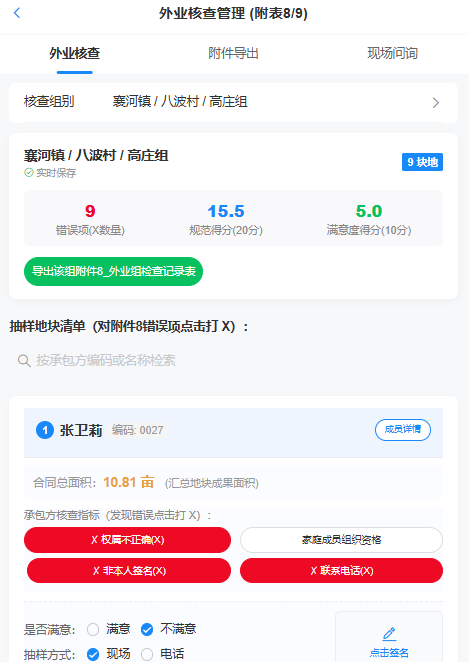 外业核查管理 (附表8/9)
外业核查 附件导出 现场问询
核查组别 襄河镇 / 八波村 / 高庄组
襄河镇 / 八波村 / 高庄组
9 块地
实时保存
9 15.5 5.0
错误项(X数量) 规范得分(20分) 满意度得分(10分)
导出该组附件8_外业组检查记录表
抽样地块清单（对附件8错误项点击打 X）:
按承包方编码或名称检索
1 张卫莉 编码: 0027 成员详情
合同总面积: 10.81 亩 (汇总地块成果面积)
承包方核查指标（发现错误点击打 X）:
✗ 权属不正确(X) 家庭成员组织资格
✗ 非本人签名(X) ✗ 联系电话(X)
是否满意: 满意 不满意
抽样方式: 现场 电话
点击签名